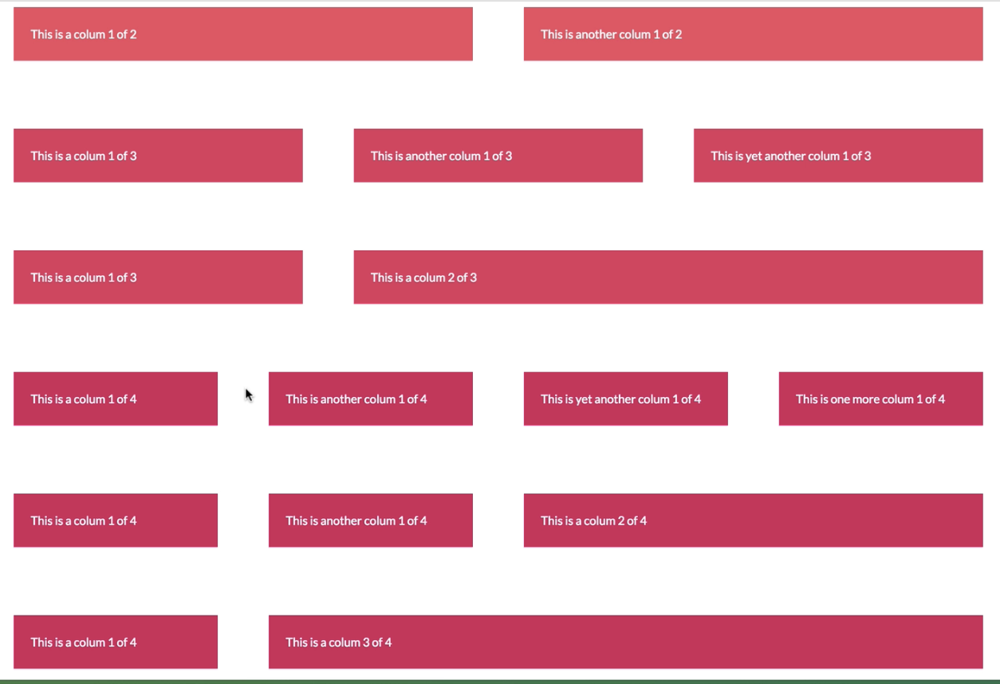 This is a colum 1 of 2
This is another colum 1 of 2
This is a colum 1 of 3
This is another colum 1 of 3
This is yet another colum 1 of 3
This is a colum 1 of 3
This is a colum 2 of 3
This is a colum 1 of 4
This is another colum 1 of 4
This is yet another colum 1 of 4
This is one more colum 1 of 4
This is a colum 1 of 4
This is another colum 1 of 4
This is a colum 2 of 4
This is a colum 1 of 4
This is a colum 3 of 4